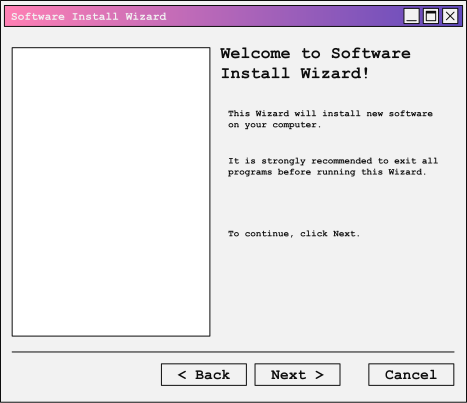 Software Install Wizard
Welcome to Software
Install Wizard!
This Wizard will install new software
on your computer.
It is strongly recommended to exit all
programs before running this Wizard.
To continue, click Next.
< Back
Next >
Cancel